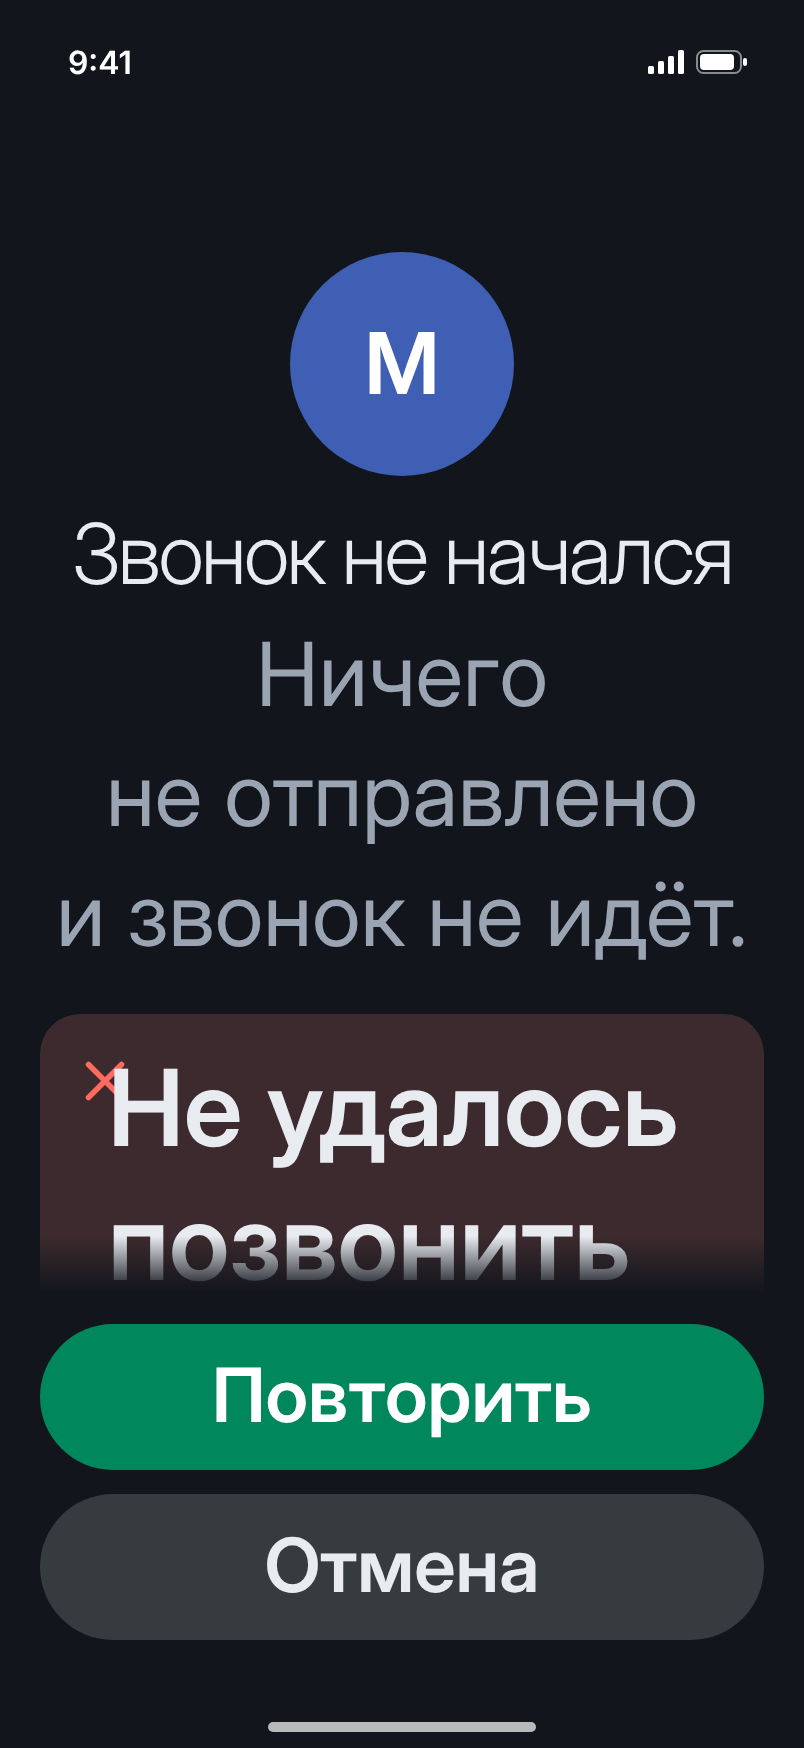 9:41
M
Звонок не начался
Ничего
не отправлено
и звонок не идёт.
Не удалось
позвонить
Повторить
Отмена